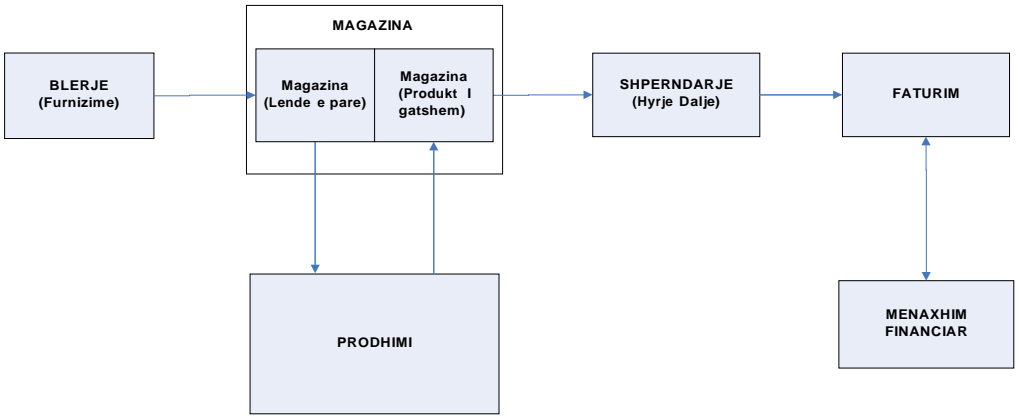 MAGAZINA
BLERJE
(Furnizime)
Magazina
(Lende e pare)
Magazina
(Produkt I
gatshem)
SHPERNDARJE
(Hyrje Dalje)
FATURIM
PRODHIMI
MENAXHIM
FINANCIAR